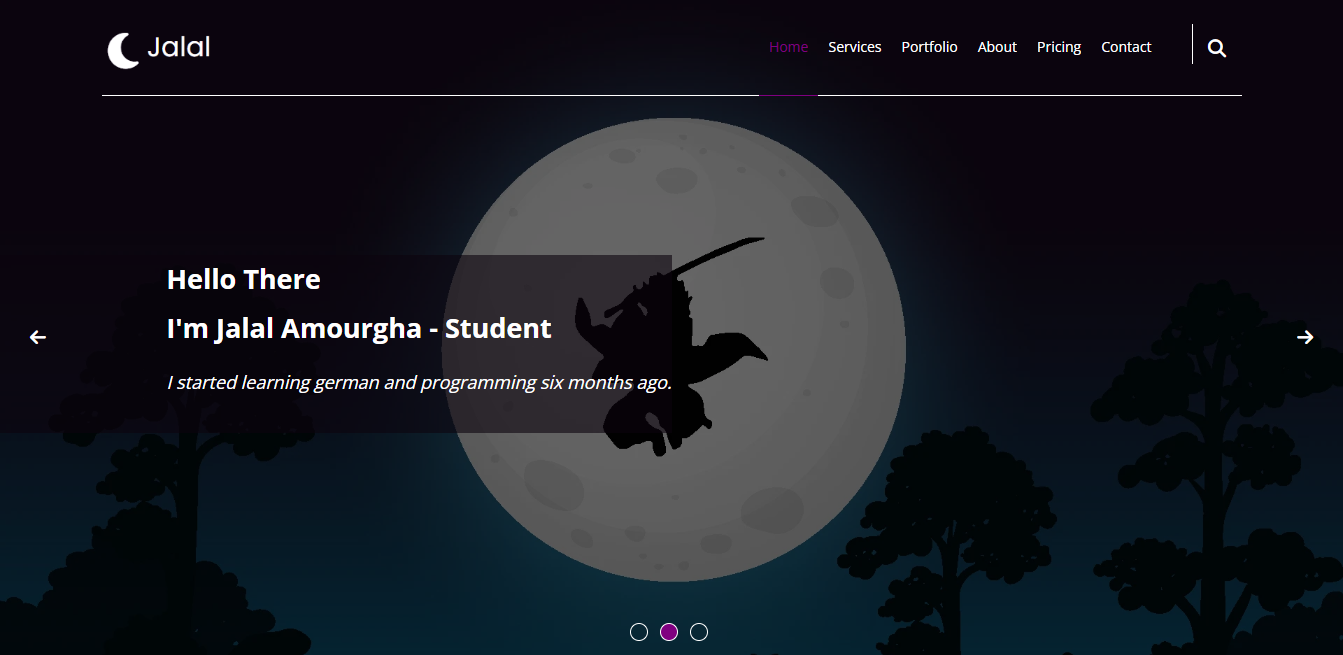 Jalal
Home Services Portfolio About Pricing Contact
Hello There
I'm Jalal Amourgha - Student
I started learning german and programming six months ago.